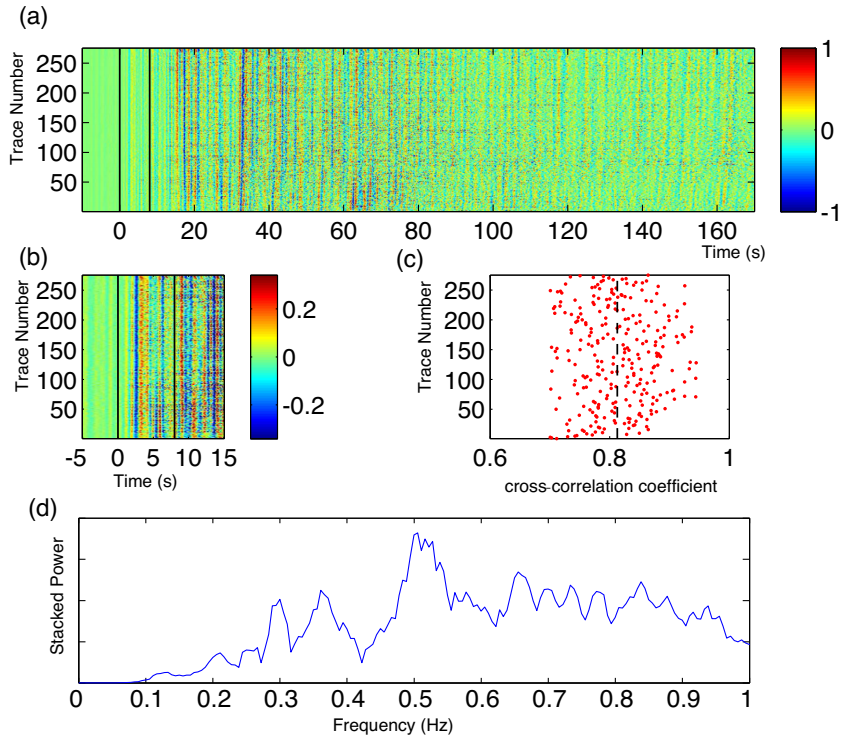 (a)
Trace Number
250
200
150
100
50
0 20 40 60 80 100 120 140 160
Time (s)
1
0
-1
(b)
Trace Number
250
200
150
100
50
-5 0 5 10 15
Time (s)
0.2
0
-0.2
(c)
Trace Number
250
200
150
100
50
0.6 0.8 1
cross-correlation coefficient
(d)
Stacked Power
0 0.1 0.2 0.3 0.4 0.5 0.6 0.7 0.8 0.9 1
Frequency (Hz)